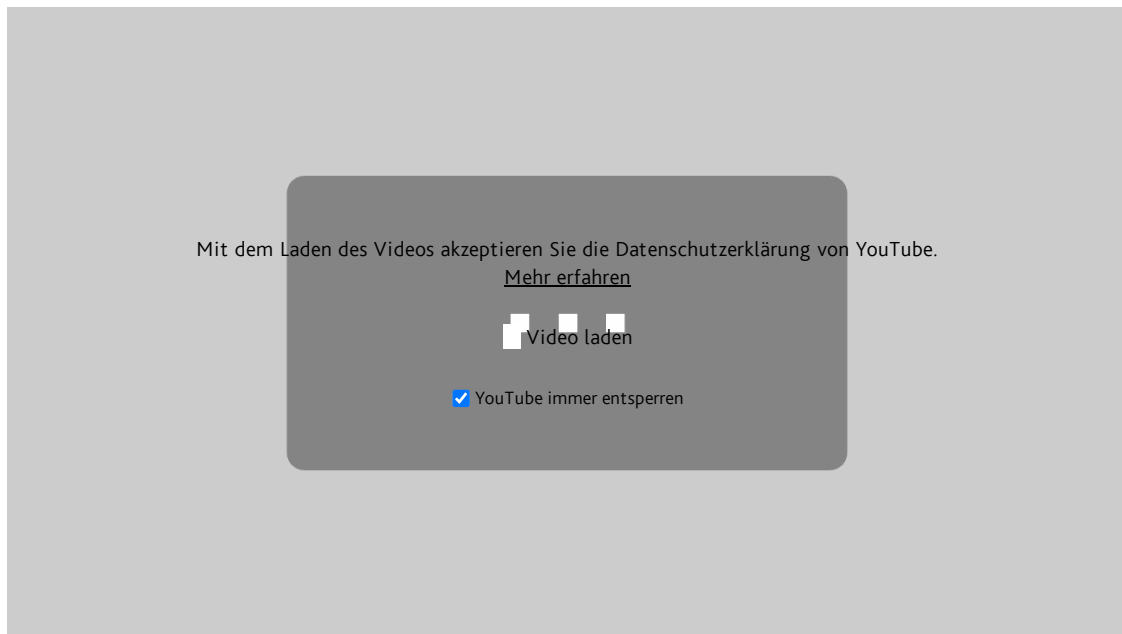 Mit dem Laden des Videos akzeptieren Sie die Datenschutzerklärung von YouTube.
Mehr erfahren
Video laden
YouTube immer entsperren